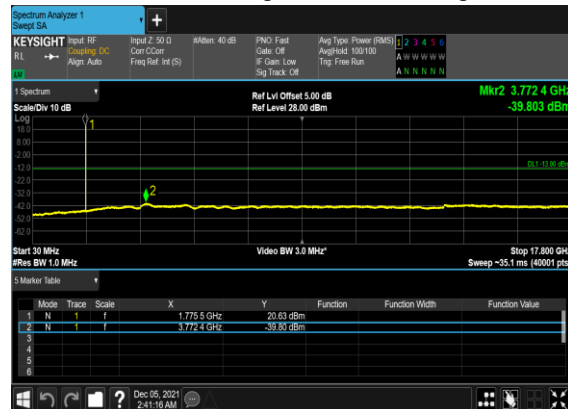 Spectrum Analyzer 1
Swept SA
+
KEYSIGHT Input: RF Input Z: 50 Ω #Atten: 40 dB PNO: Fast Avg Type: Power (RMS) 1 2 3 4 5 6
RL Coupling: DC Corr CCorr Gate: Off Avg|Hold: 100/100 A W W W W W
Align: Auto Freq Ref: Int (S) IF Gain: Low Trig: Free Run
LW Sig Track: Off A N N N N N
1 Spectrum Ref Lvl Offset 5.00 dB Mkr2 3.772 4 GHz
Scale/Div 10 dB Ref Level 28.00 dBm -39.803 dBm
Log
1
18.0
8.00
-2.00
-12.0 DL1 -13.00 dBm
-22.0
-32.0 2
-42.0
-52.0
-62.0
Start 30 MHz Video BW 3.0 MHz* Stop 17.800 GHz
#Res BW 1.0 MHz Sweep ~35.1 ms (40001 pts)
5 Marker Table
Mode Trace Scale X Y Function Function Width Function Value
1 N 1 f 1.775 5 GHz 20.63 dBm
2 N 1 f 3.772 4 GHz -39.80 dBm
3
4
5
6
? Dec 05, 2021
2:41:16 AM